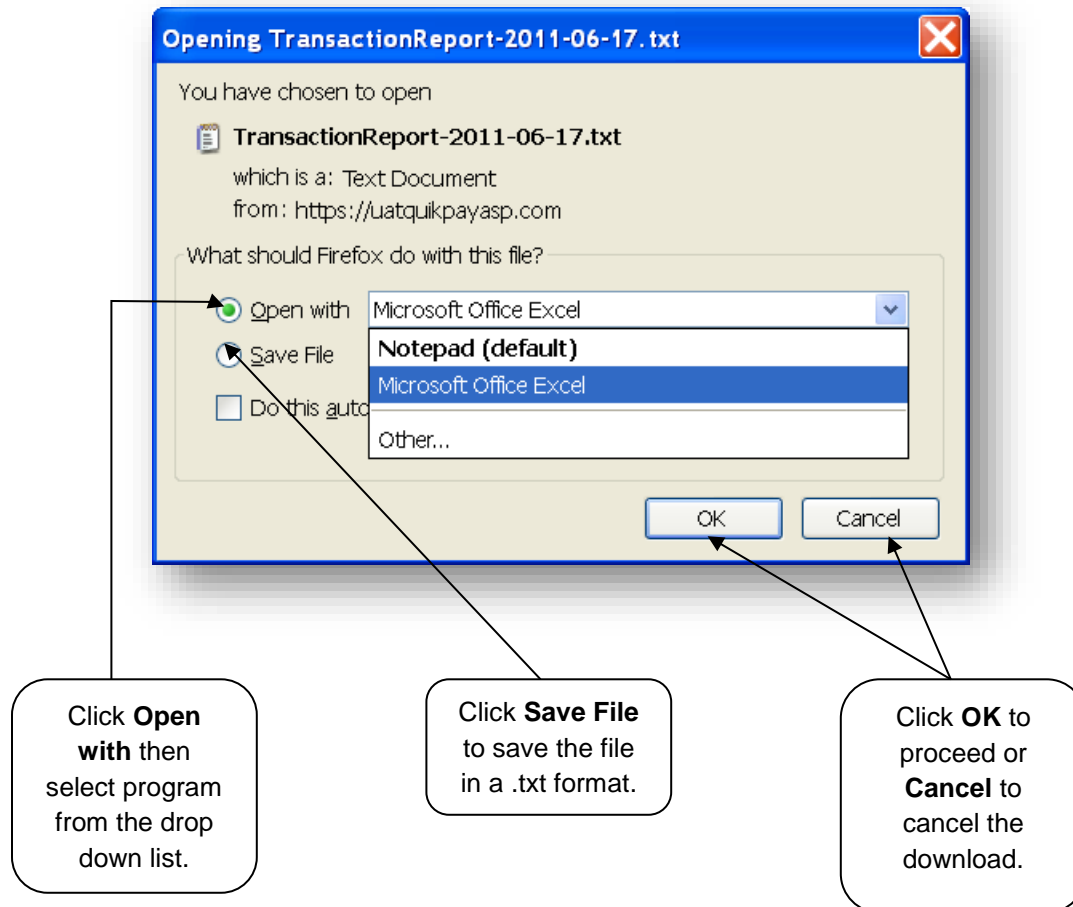 Opening TransactionReport-2011-06-17.txt
You have chosen to open
TransactionReport-2011-06-17.txt
which is a: Text Document
from: https://uatquikpayasp.com
What should Firefox do with this file?
Open with Microsoft Office Excel
Save File
Notepad (default)
Microsoft Office Excel
Do this auto
Other...
OK Cancel
Click Open
with then
select program
from the drop
down list.
Click Save File
to save the file
in a .txt format.
Click OK to
proceed or
Cancel to
cancel the
download.